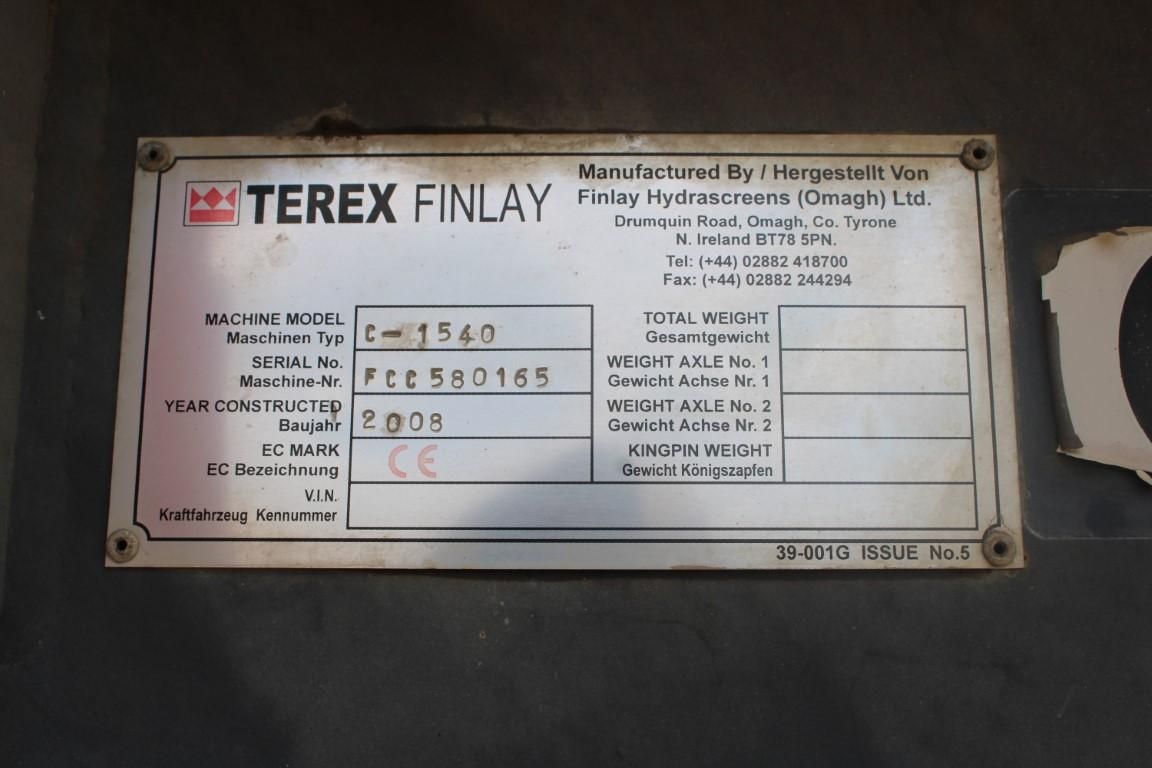 TEREX FINLAY
Manufactured By / Hergestellt Von
Finlay Hydrascreens (Omagh) Ltd.
Drumquin Road, Omagh, Co. Tyrone
N. Ireland BT78 5PN.
Tel: (+44) 02882 418700
Fax: (+44) 02882 244294
MACHINE MODEL
Maschinen Typ
C-1540
SERIAL No.
Maschine-Nr.
FCC580165
YEAR CONSTRUCTED
Baujahr
2008
EC MARK
EC Bezeichnung
CE
V.I.N.
Kraftfahrzeug Kennummer
TOTAL WEIGHT
Gesamtgewicht
WEIGHT AXLE No. 1
Gewicht Achse Nr. 1
WEIGHT AXLE No. 2
Gewicht Achse Nr. 2
KINGPIN WEIGHT
Gewicht Königszapfen
39-001G ISSUE No.5